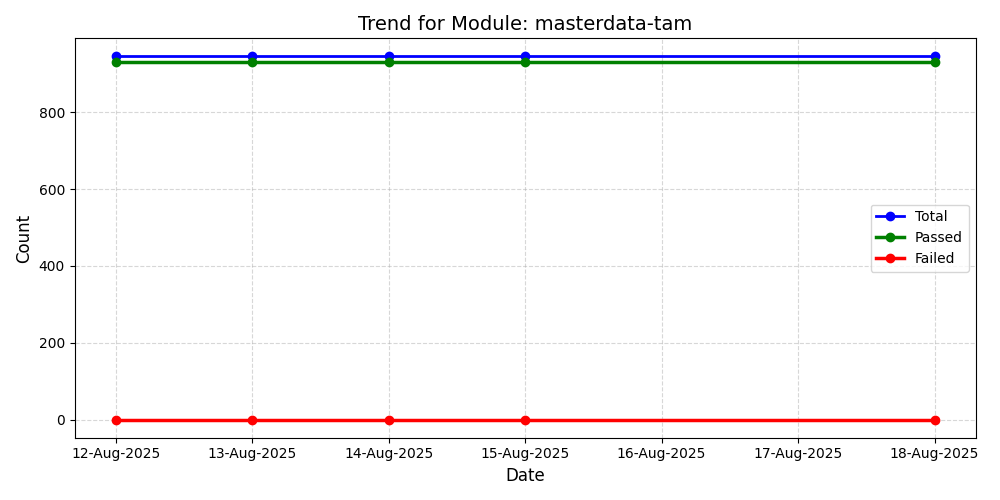 Trend for Module: masterdata-tam
Count
800
600
400
200
0
Total
Passed
Failed
12-Aug-2025 13-Aug-2025 14-Aug-2025 15-Aug-2025 16-Aug-2025 17-Aug-2025 18-Aug-2025
Date